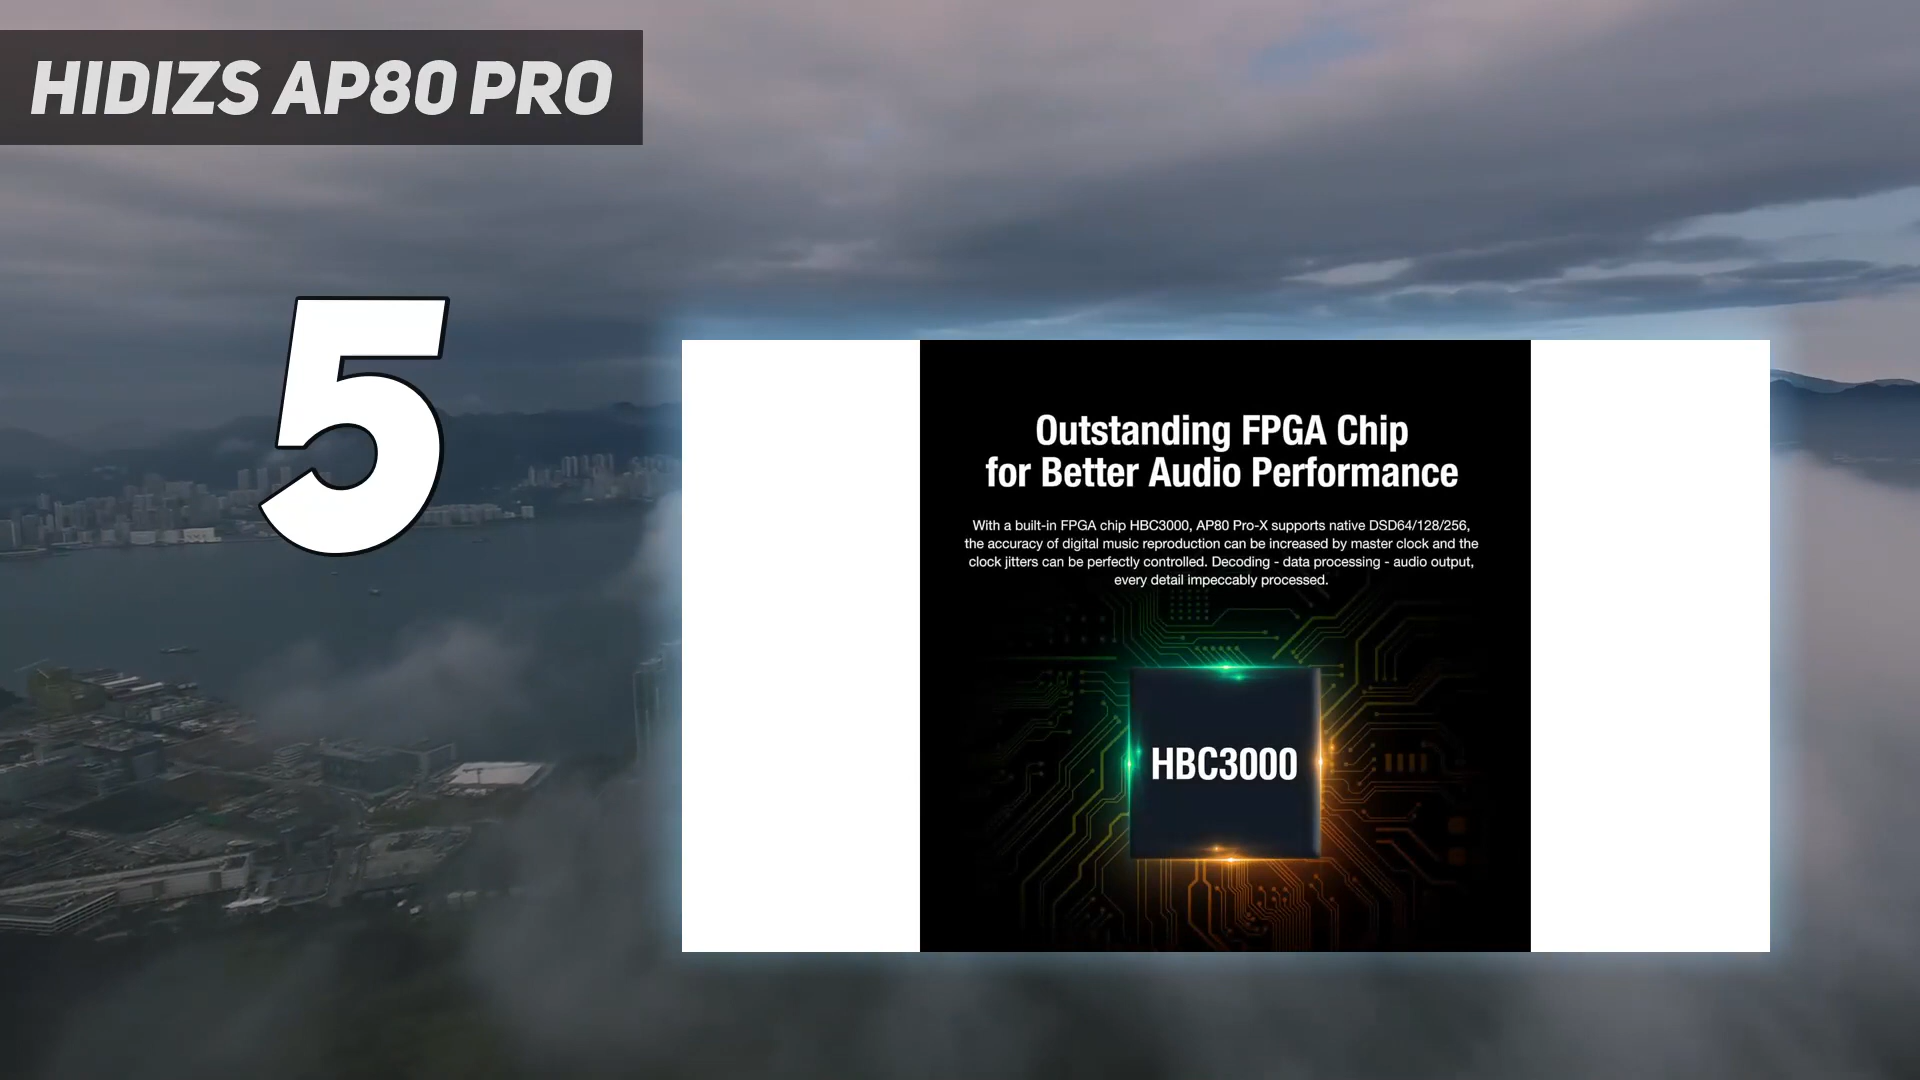 HIDIZS AP80 PRO
5
Outstanding FPGA Chip
for Better Audio Performance
With a built-in FPGA chip HBC3000, AP80 Pro-X supports native DSD64/128/256,
the accuracy of digital music reproduction can be increased by master clock and the
clock jitters can be perfectly controlled. Decoding - data processing - audio output,
every detail impeccably processed.
HBC3000